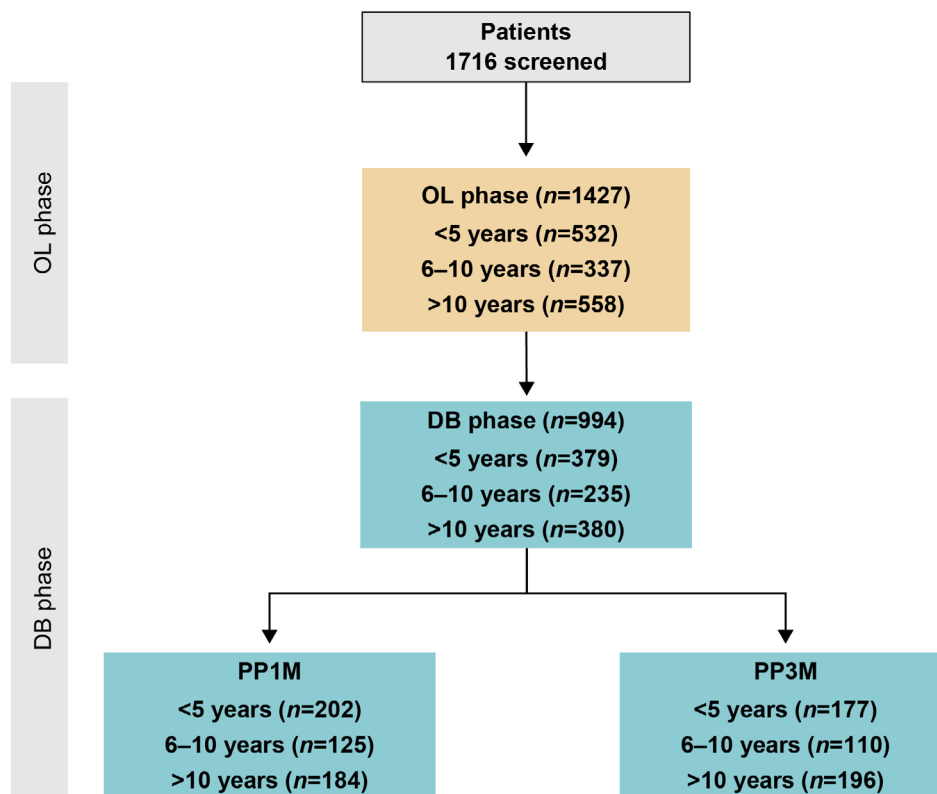 Patients
1716 screened
OL phase
OL phase (n=1427)
<5 years (n=532)
6–10 years (n=337)
>10 years (n=558)
DB phase
DB phase (n=994)
<5 years (n=379)
6–10 years (n=235)
>10 years (n=380)
PP1M
<5 years (n=202)
6–10 years (n=125)
>10 years (n=184)
PP3M
<5 years (n=177)
6–10 years (n=110)
>10 years (n=196)